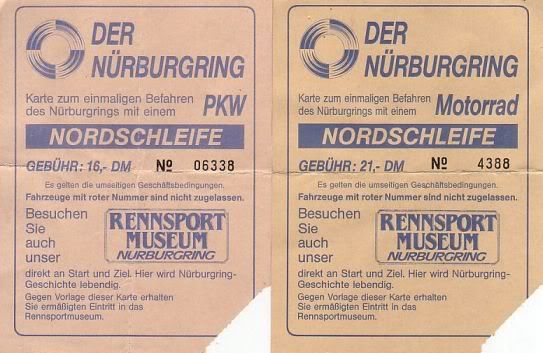 DER
NÜRBURGRING
Karte zum einmaligen Befahren
des Nürburgrings mit einem
PKW
NORDSCHLEIFE
GEBÜHR: 16,- DM Nº 06338
Es gelten die umseitigen Geschäftsbedingungen.
Fahrzeuge mit roter Nummer sind nicht zugelassen.
Besuchen
Sie
auch
unser
RENNSPORT
MUSEUM
NÜRBURGRING
direkt an Start und Ziel. Hier wird Nürburgring-
Geschichte lebendig.
Gegen Vorlage dieser Karte erhalten
Sie ermäßigten Eintritt in das
Rennsportmuseum.
DER
NÜRBURGRING
Karte zum einmaligen Befahren
des Nürburgrings mit einem
Motorrad
NORDSCHLEIFE
GEBÜHR: 21,- DM Nº 4388
Es gelten die umseitigen Geschäftsbedingungen.
Fahrzeuge mit roter Nummer sind nicht zugelassen.
Besuchen
Sie
auch
unser
RENNSPORT
MUSEUM
NÜRBURGRING
direkt an Start und Ziel. Hier wird Nürburgring-
Geschichte lebendig.
Gegen Vorlage dieser Karte erhalten
Sie ermäßigten Eintritt in das
Rennsportmuseum.